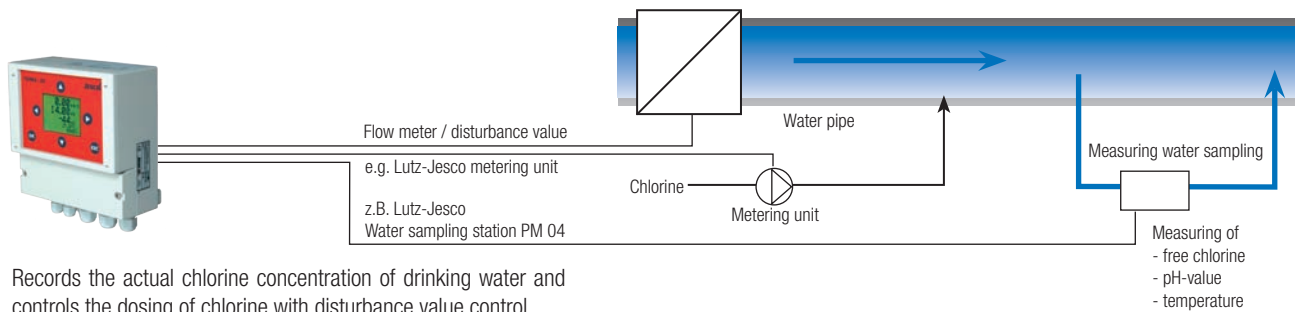 Flow meter / disturbance value
e.g. Lutz-Jesco metering unit
z.B. Lutz-Jesco
Water sampling station PM 04
Water pipe
Chlorine
Metering unit
Measuring water sampling
Measuring of
- free chlorine
- pH-value
- temperature
Records the actual chlorine concentration of drinking water and
controls the dosing of chlorine with disturbance value control